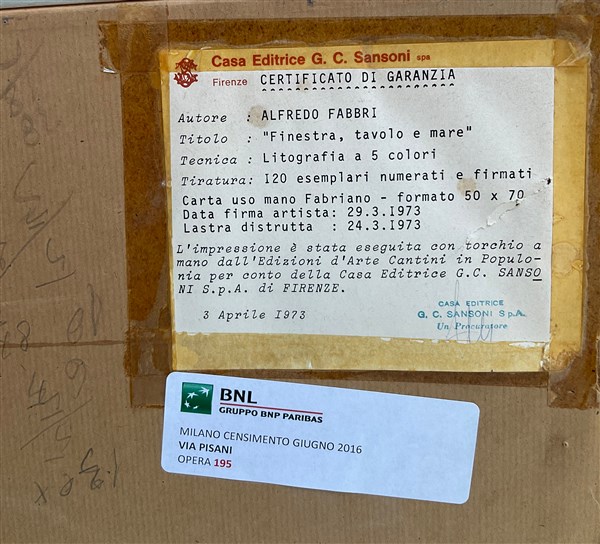 Casa Editrice G. C. Sansoni spa
Firenze CERTIFICATO DI GARANZIA
Autore : ALFREDO FABBRI
Titolo : "Finestra, tavolo e mare"
Tecnica : Litografia a 5 colori
Tiratura: I20 esemplari numerati e firmati
Carta uso mano Fabriano - formato 50 x 70
Data firma artista: 29.3.1973
Lastra distrutta : 24.3.1973
L'impressione è stata eseguita con torchio a
mano dall'Edizioni d'Arte Cantini in Populo-
nia per conto della Casa Editrice G.C. SANSO
NI S.p.A. di FIRENZE.
3 Aprile I973
CASA EDITRICE
G. C. SANSONI S.p.A.
Un Procuratore
BNL
GRUPPO BNP PARIBAS
MILANO CENSIMENTO GIUGNO 2016
VIA PISANI
OPERA 195